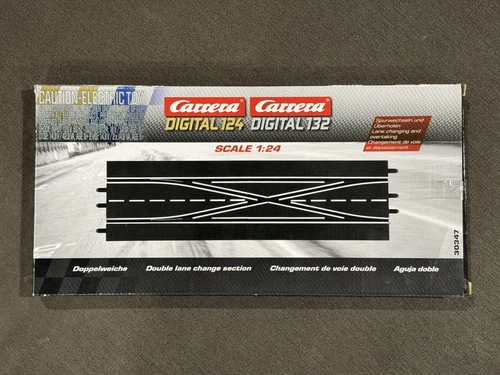 CAUTION-ELECTRIC TOY
Carrera
DIGITAL 124
Carrera
DIGITAL 132
SCALE 1:24
Spurwechseln und
Überholen
Lane changing and
overtaking
Changement de voie
et dépassement
30347
Doppelweiche
Double lane change section
Changement de voie double
Aguja doble